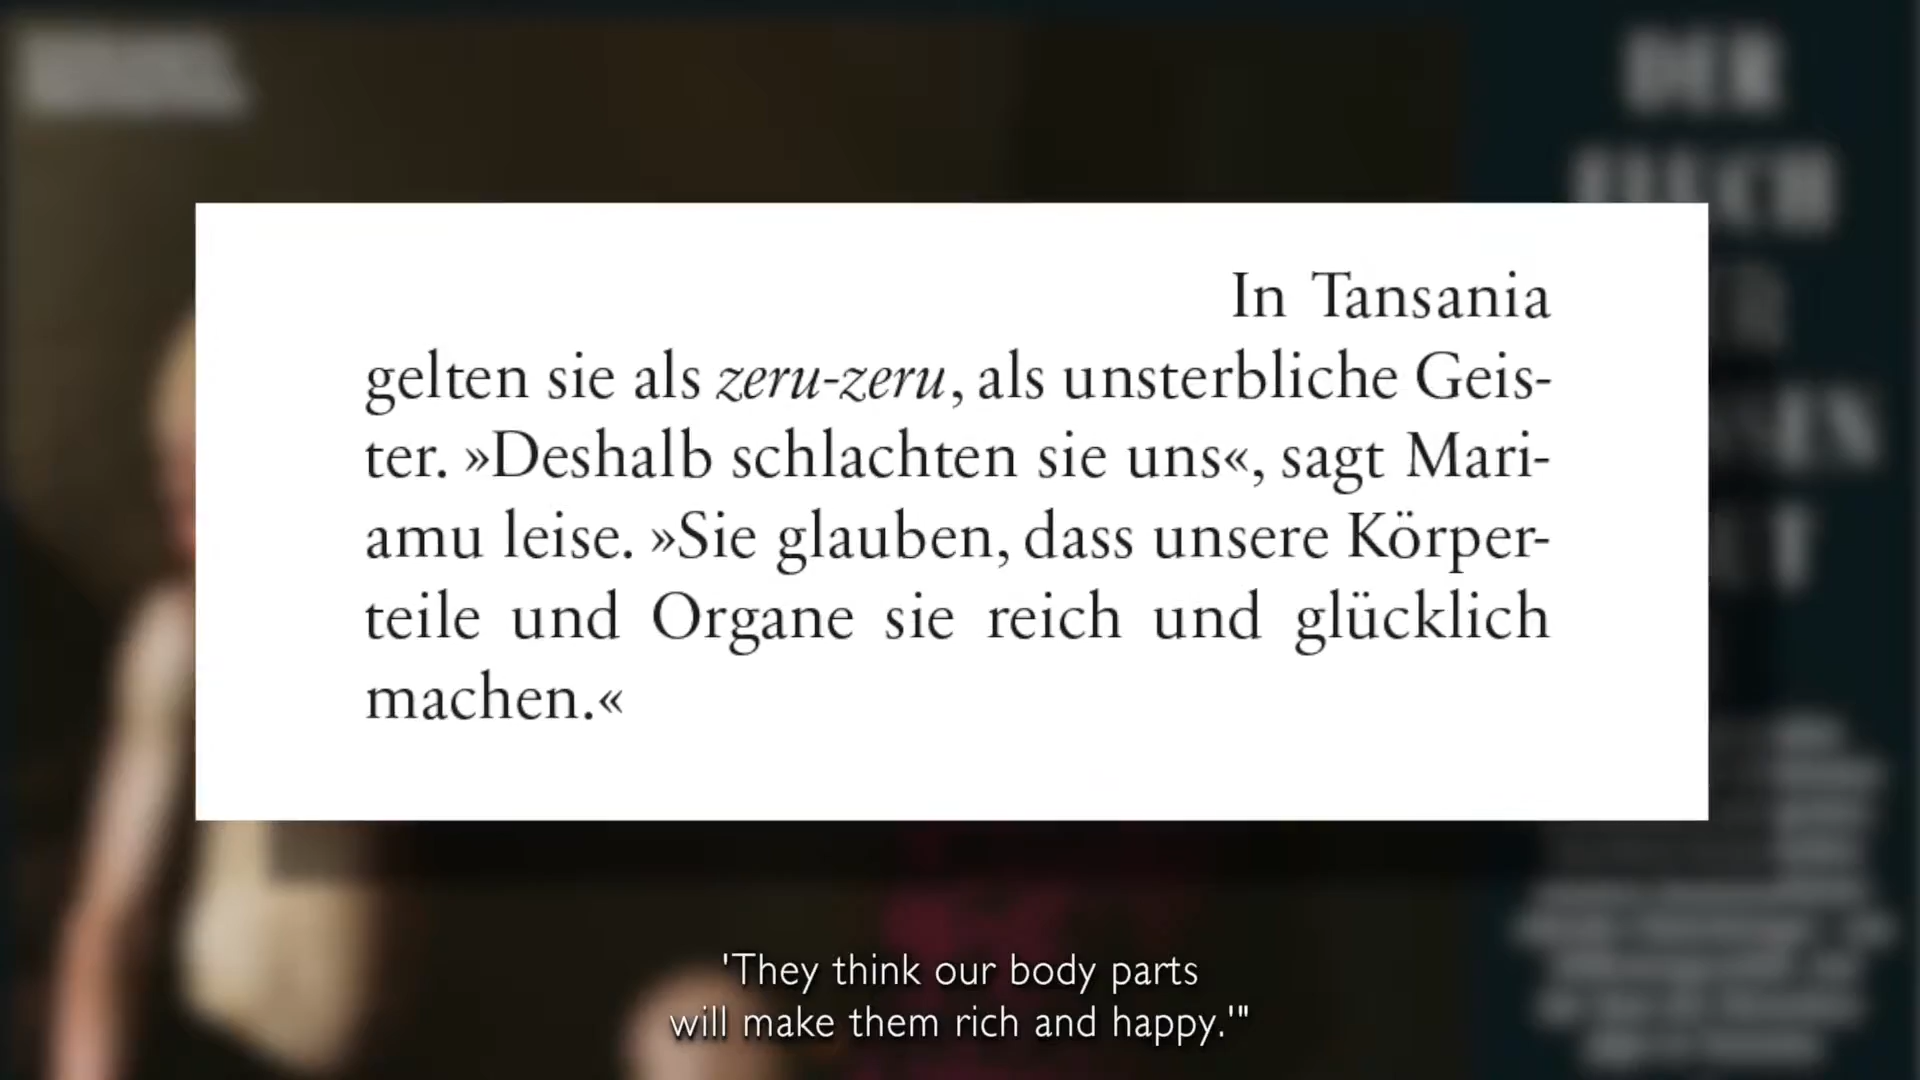 DER
In Tansania
gelten sie als zeru-zeru, als unsterbliche Geis-
ter. »Deshalb schlachten sie uns«, sagt Mari-
amu leise. »Sie glauben, dass unsere Körper-
teile und Organe sie reich und glücklich
machen.«
'They think our body parts
will make them rich and happy.'"